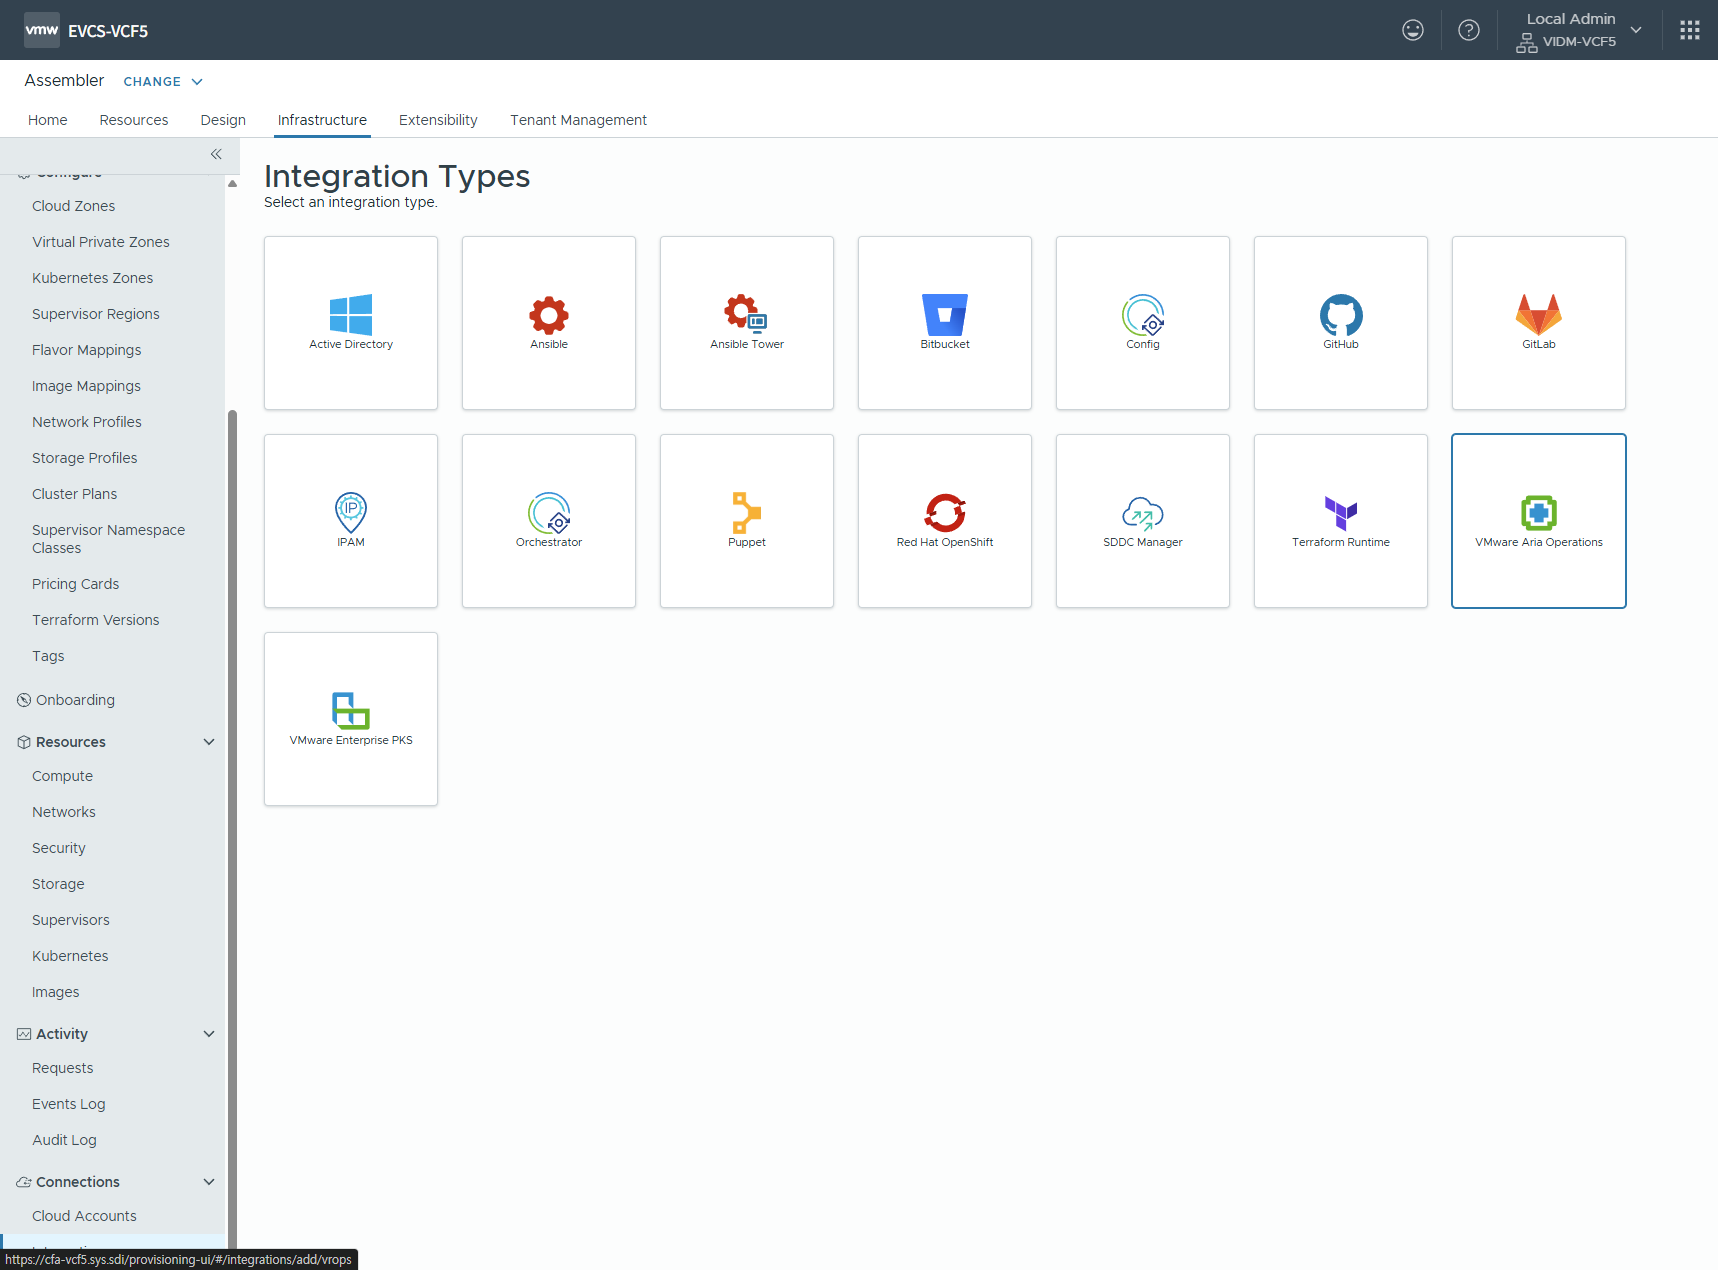 vmw EVCS-VCF5
Local Admin
VIDM-VCF5
Assembler CHANGE
Home Resources Design Infrastructure Extensibility Tenant Management
Configure
Cloud Zones
Virtual Private Zones
Kubernetes Zones
Supervisor Regions
Flavor Mappings
Image Mappings
Network Profiles
Storage Profiles
Cluster Plans
Supervisor Namespace
Classes
Pricing Cards
Terraform Versions
Tags
Onboarding
Resources
Compute
Networks
Security
Storage
Supervisors
Kubernetes
Images
Activity
Requests
Events Log
Audit Log
Connections
Cloud Accounts
https://cfa-vcf5.sys.sdi/provisioning-ui/#/integrations/add/vrops
Integration Types
Select an integration type.
Active Directory
Ansible
Ansible Tower
Bitbucket
Config
GitHub
GitLab
IP
IPAM
Orchestrator
Puppet
Red Hat OpenShift
SDDC Manager
Terraform Runtime
VMware Aria Operations
VMware Enterprise PKS